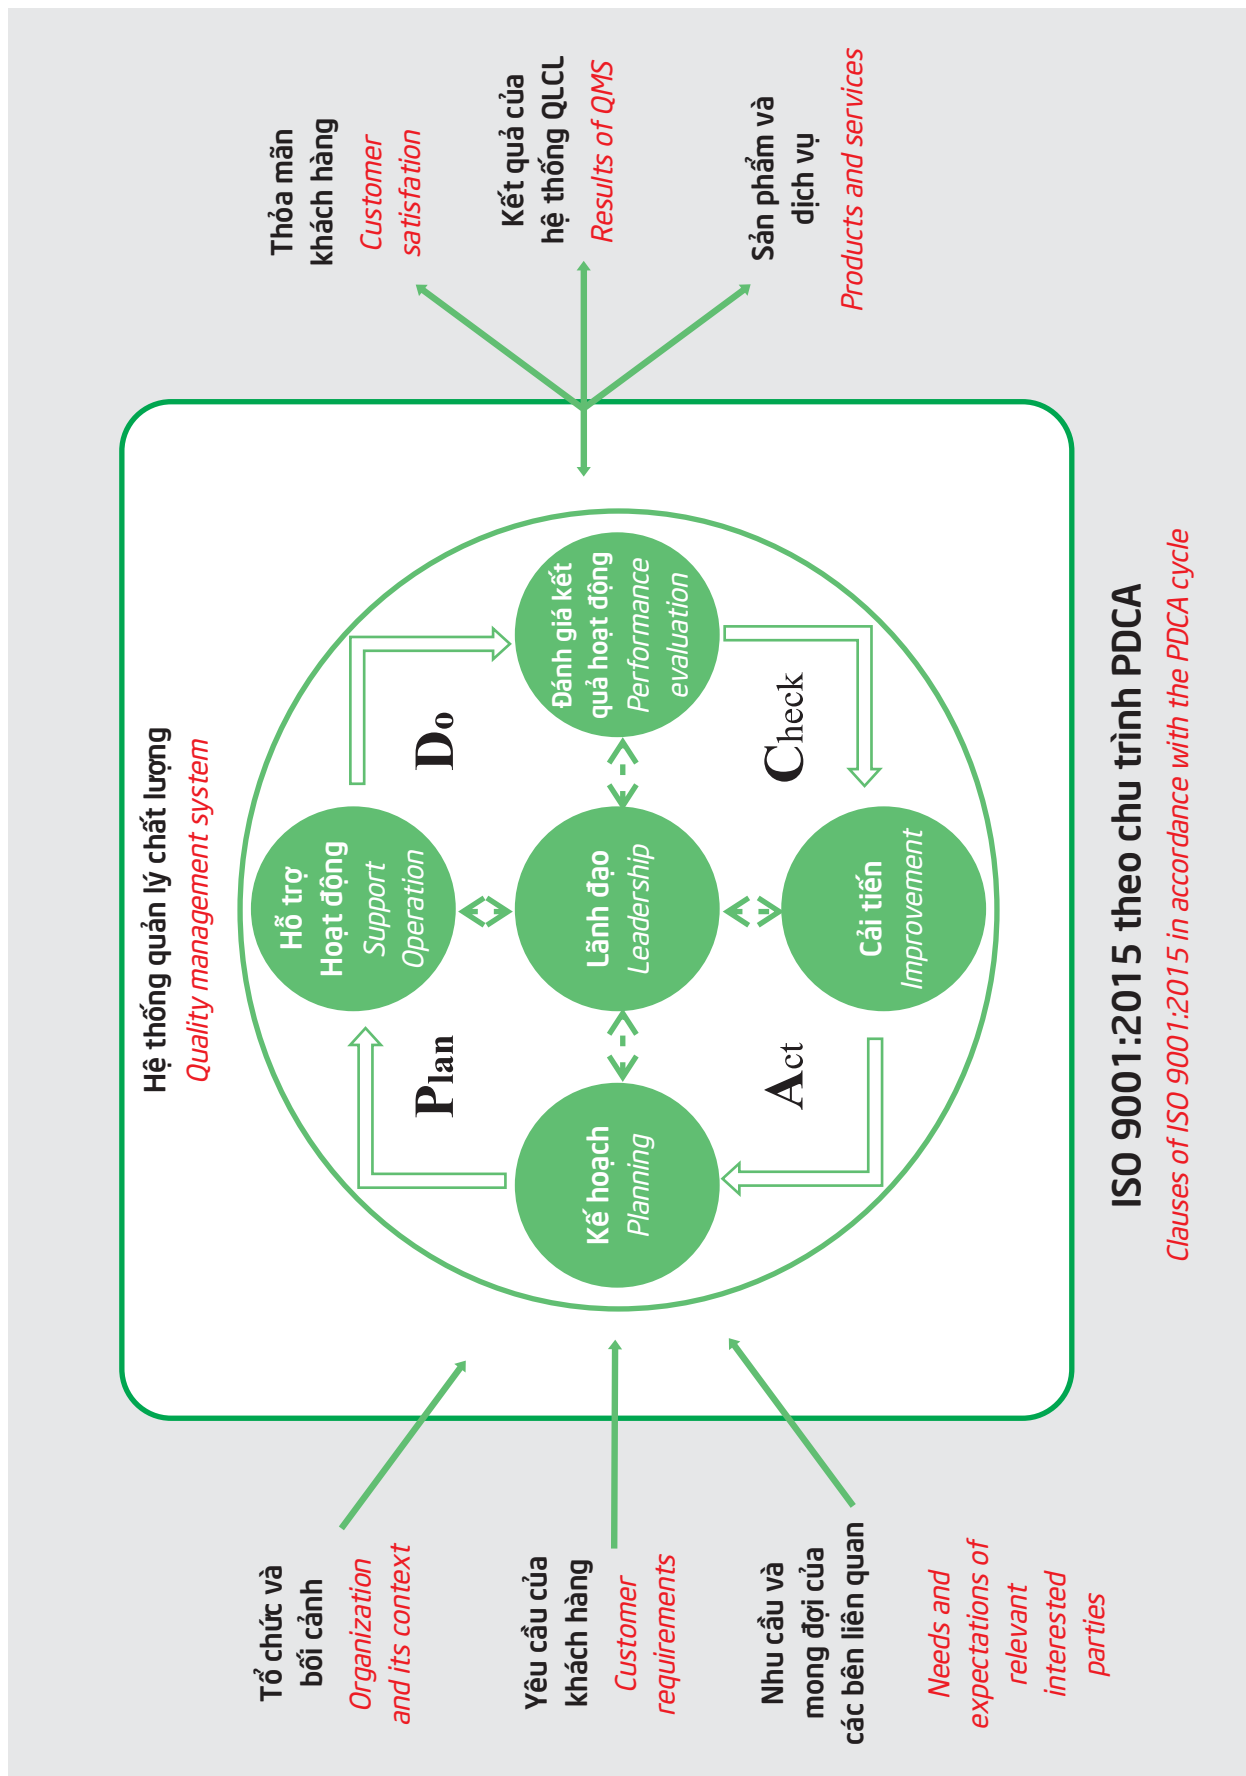 Hệ thống quản lý chất lượng
Quality management system
Tổ chức và
bối cảnh
Organization
and its context
Yêu cầu của
khách hàng
Customer
requirements
Nhu cầu và
mong đợi của
các bên liên quan
Needs and
expectations of
relevant
interested
parties
Hỗ trợ
Hoạt động
Support
Operation
Plan
Do
Kế hoạch
Planning
Lãnh đạo
Leadership
Đánh giá kết
quả hoạt động
Performance
evaluation
Act
Check
Cải tiến
Improvement
Thỏa mãn
khách hàng
Customer
satisfation
Kết quả của
hệ thống QLCL
Results of QMS
Sản phẩm và
dịch vụ
Products and services
ISO 9001:2015 theo chu trình PDCA
Clauses of ISO 9001:2015 in accordance with the PDCA cycle